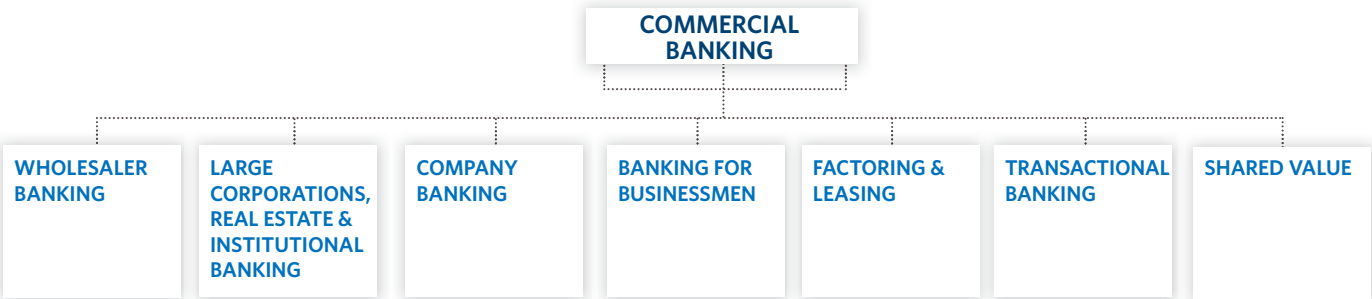 COMMERCIAL
BANKING
WHOLESALER
BANKING
LARGE
CORPORATIONS,
REAL ESTATE &
INSTITUTIONAL
BANKING
COMPANY
BANKING
BANKING FOR
BUSINESSMEN
FACTORING &
LEASING
TRANSACTIONAL
BANKING
SHARED VALUE